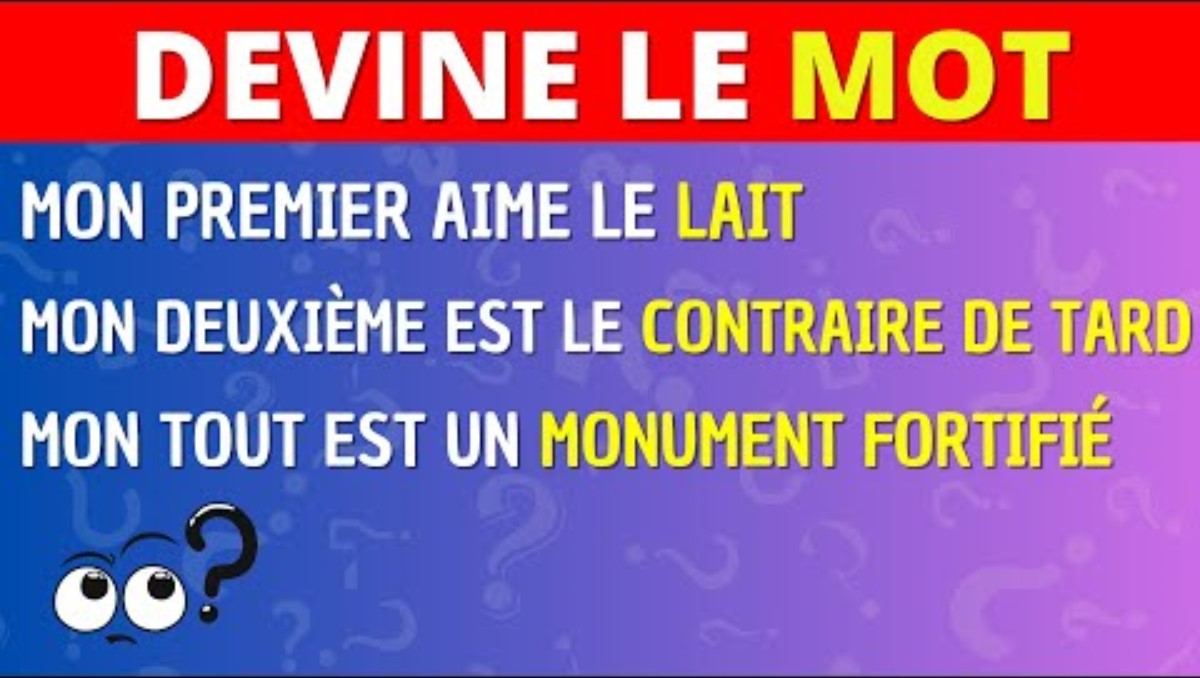 DEVINE LE MOT
MON PREMIER AIME LE LAIT
MON DEUXIÈME EST LE CONTRAIRE DE TARD
MON TOUT EST UN MONUMENT FORTIFIÉ